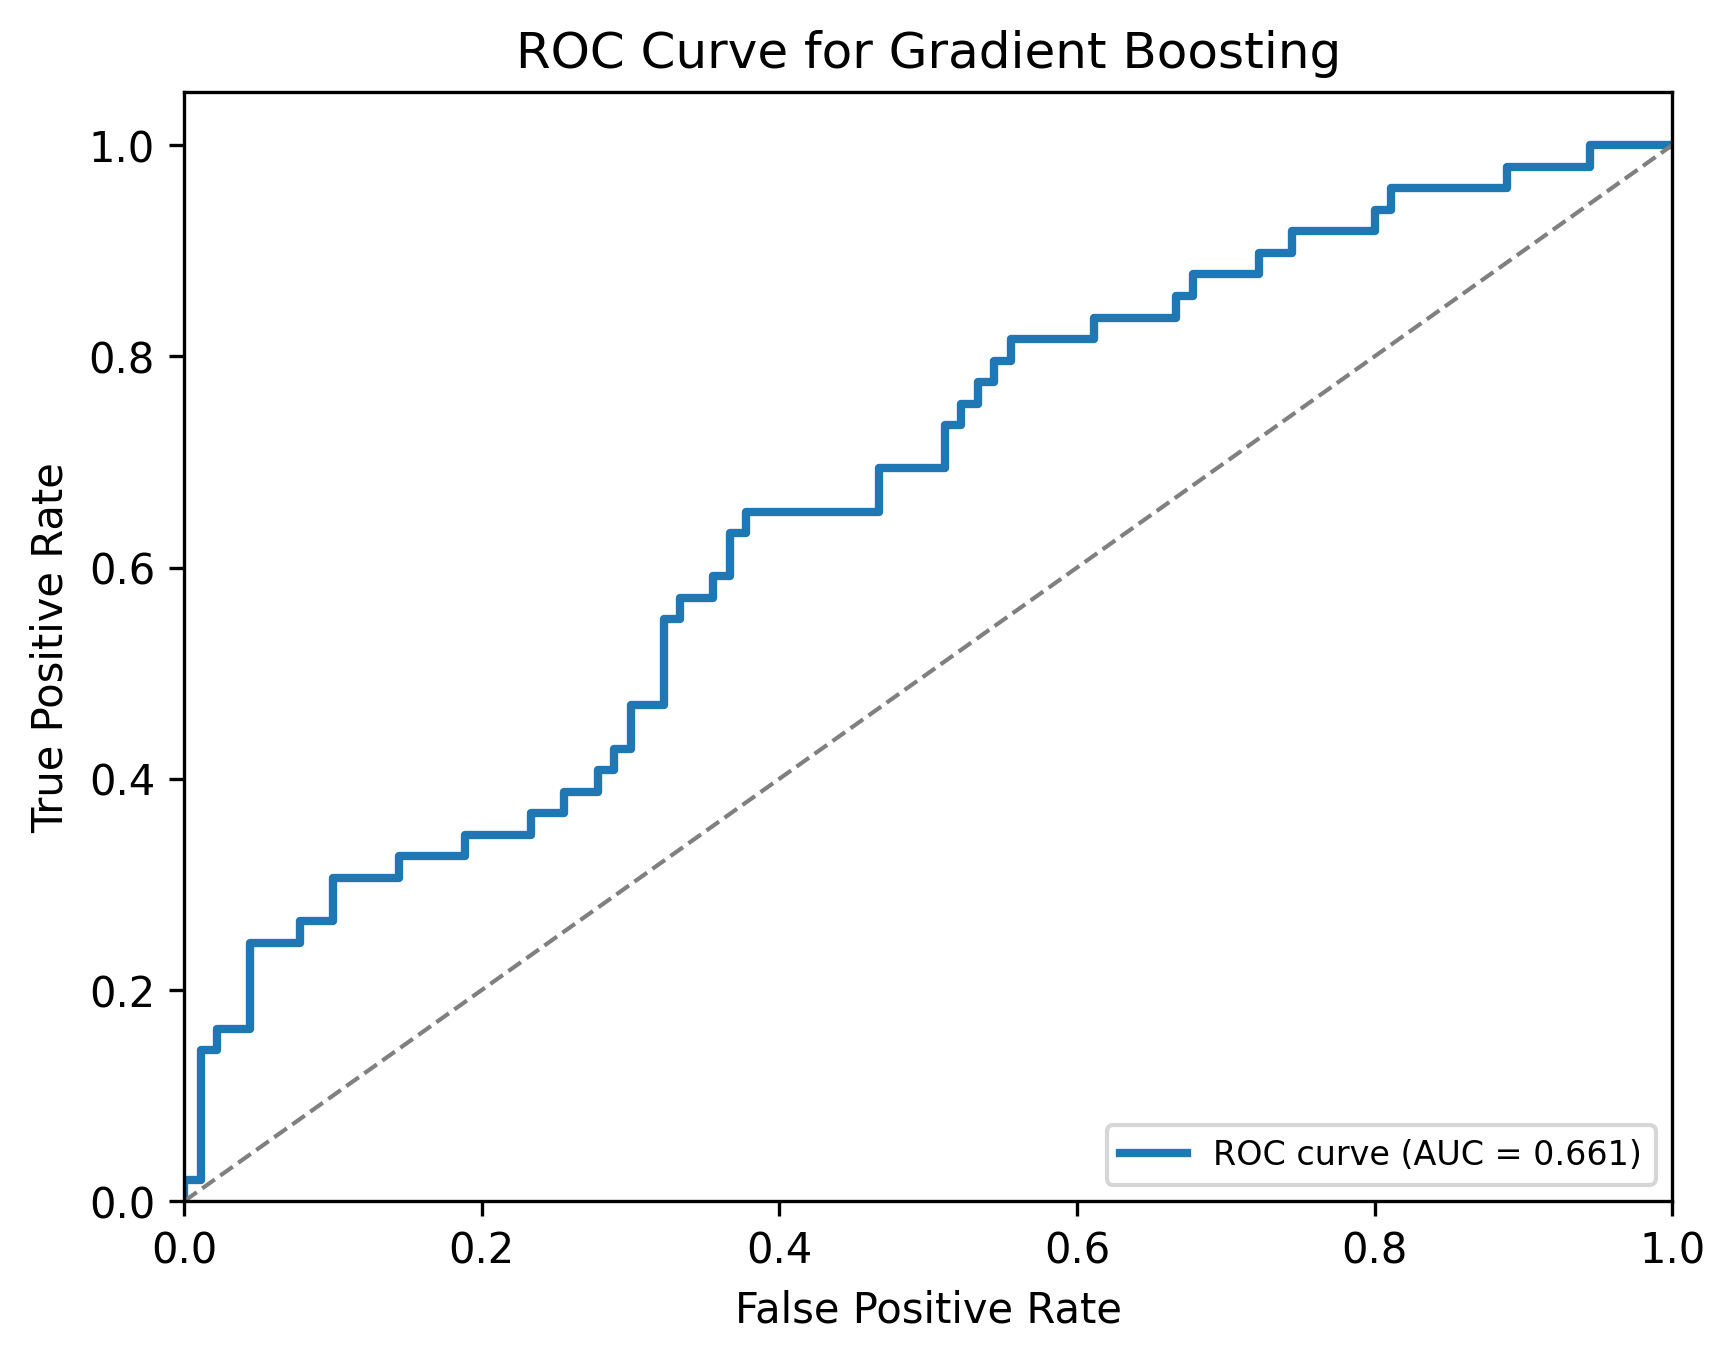 ROC Curve for Gradient Boosting
True Positive Rate
1.0
0.8
0.6
0.4
0.2
0.0
ROC curve (AUC = 0.661)
0.0 0.2 0.4 0.6 0.8 1.0
False Positive Rate